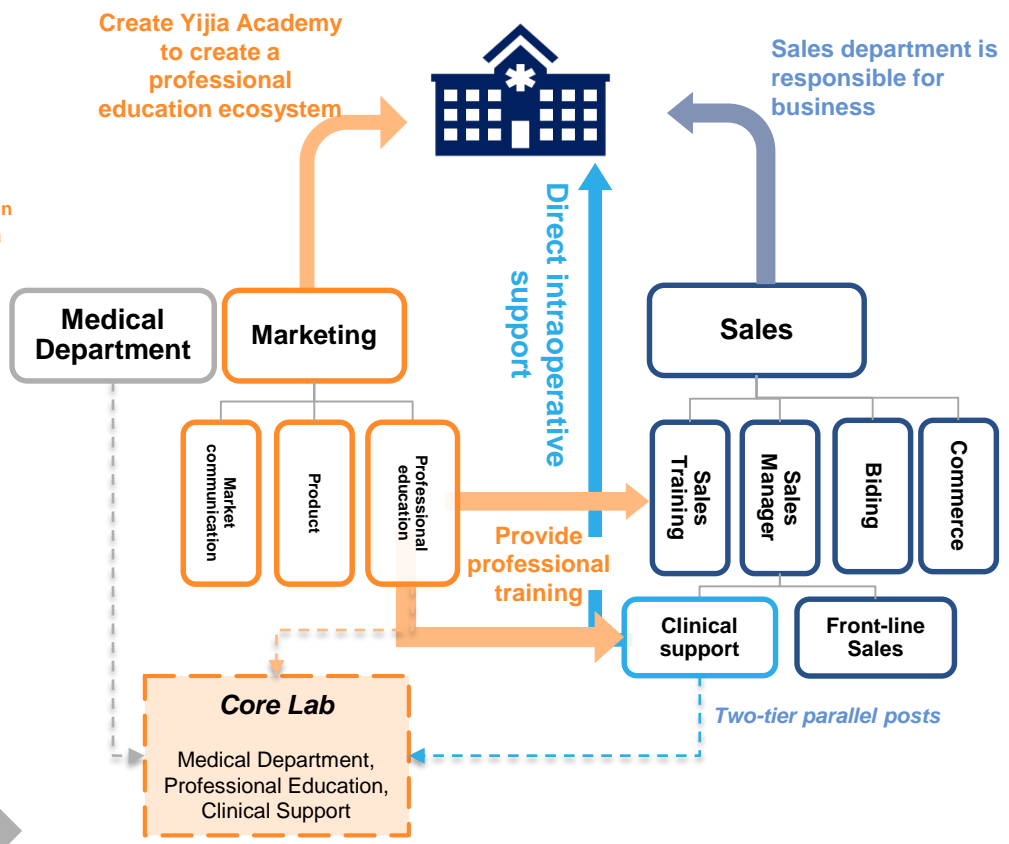 Create Yijia Academy
to create a
professional
education ecosystem
Sales department is
responsible for
business
Direct intraoperative
support
Medical
Department
Marketing
Sales
Market
communication
Product
Professional
education
Sales
Training
Sales
Manager
Biding
Commerce
Provide
professional
training
Clinical
support
Front-line
Sales
Two-tier parallel posts
Core Lab
Medical Department,
Professional Education,
Clinical Support